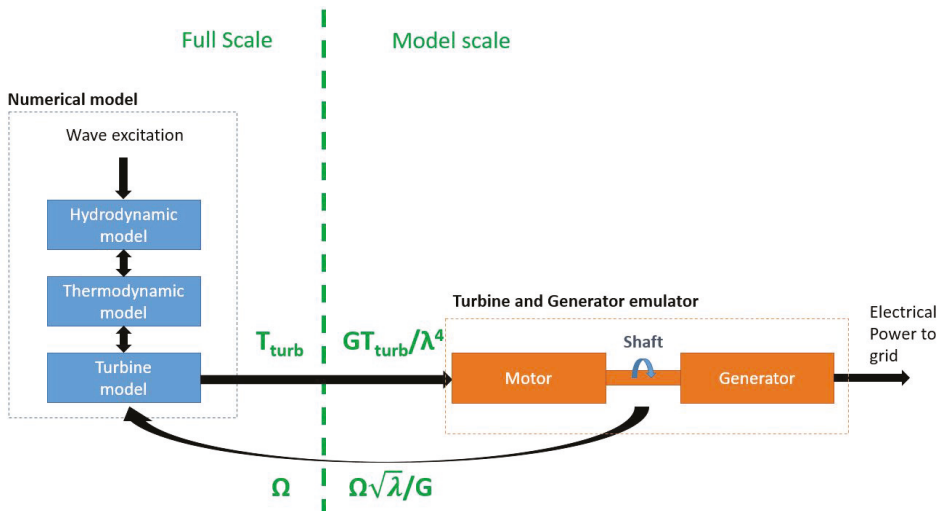 Full Scale
Model scale
Numerical model
Wave excitation
Hydrodynamic
model
Thermodynamic
model
Turbine
model
T_turb
GT_turb/λ⁴
Turbine and Generator emulator
Shaft
Motor
Generator
Electrical
Power to
grid
Ω
Ω√λ/G